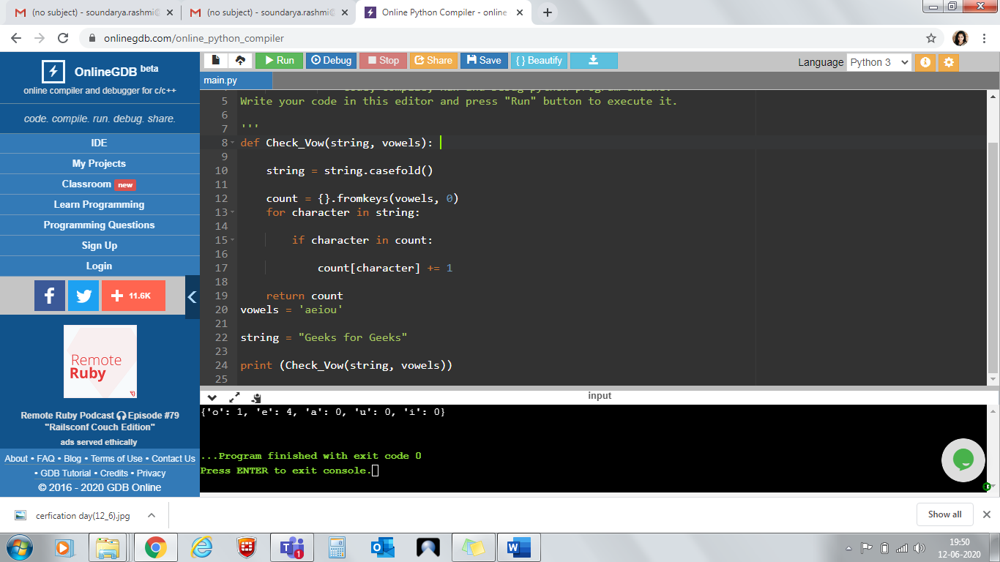 (no subject) - soundarya.rashmi@
(no subject) - soundarya.rashmi@
Online Python Compiler - online
onlinegdb.com/online_python_compiler
OnlineGDB beta
online compiler and debugger for c/c++
code. compile. run. debug. share.
IDE
My Projects
Classroom new
Learn Programming
Programming Questions
Sign Up
Login
11.6K
Remote
Ruby
Remote Ruby Podcast Episode #79
"Railsconf Couch Edition"
ads served ethically
About • FAQ • Blog • Terms of Use • Contact Us
• GDB Tutorial • Credits • Privacy
© 2016 - 2020 GDB Online
Run Debug Stop Share Save { } Beautify
Language Python 3
main.py
5 Write your code in this editor and press "Run" button to execute it.
6
7 '''
8 def Check_Vow(string, vowels):
9
10 string = string.casefold()
11
12 count = {}.fromkeys(vowels, 0)
13 for character in string:
14
15 if character in count:
16
17 count[character] += 1
18
19 return count
20 vowels = 'aeiou'
21
22 string = "Geeks for Geeks"
23
24 print (Check_Vow(string, vowels))
25
input
{'o': 1, 'e': 4, 'a': 0, 'u': 0, 'i': 0}
...Program finished with exit code 0
Press ENTER to exit console.
cerfication day(12_6).jpg
Show all
1
19:50
12-06-2020